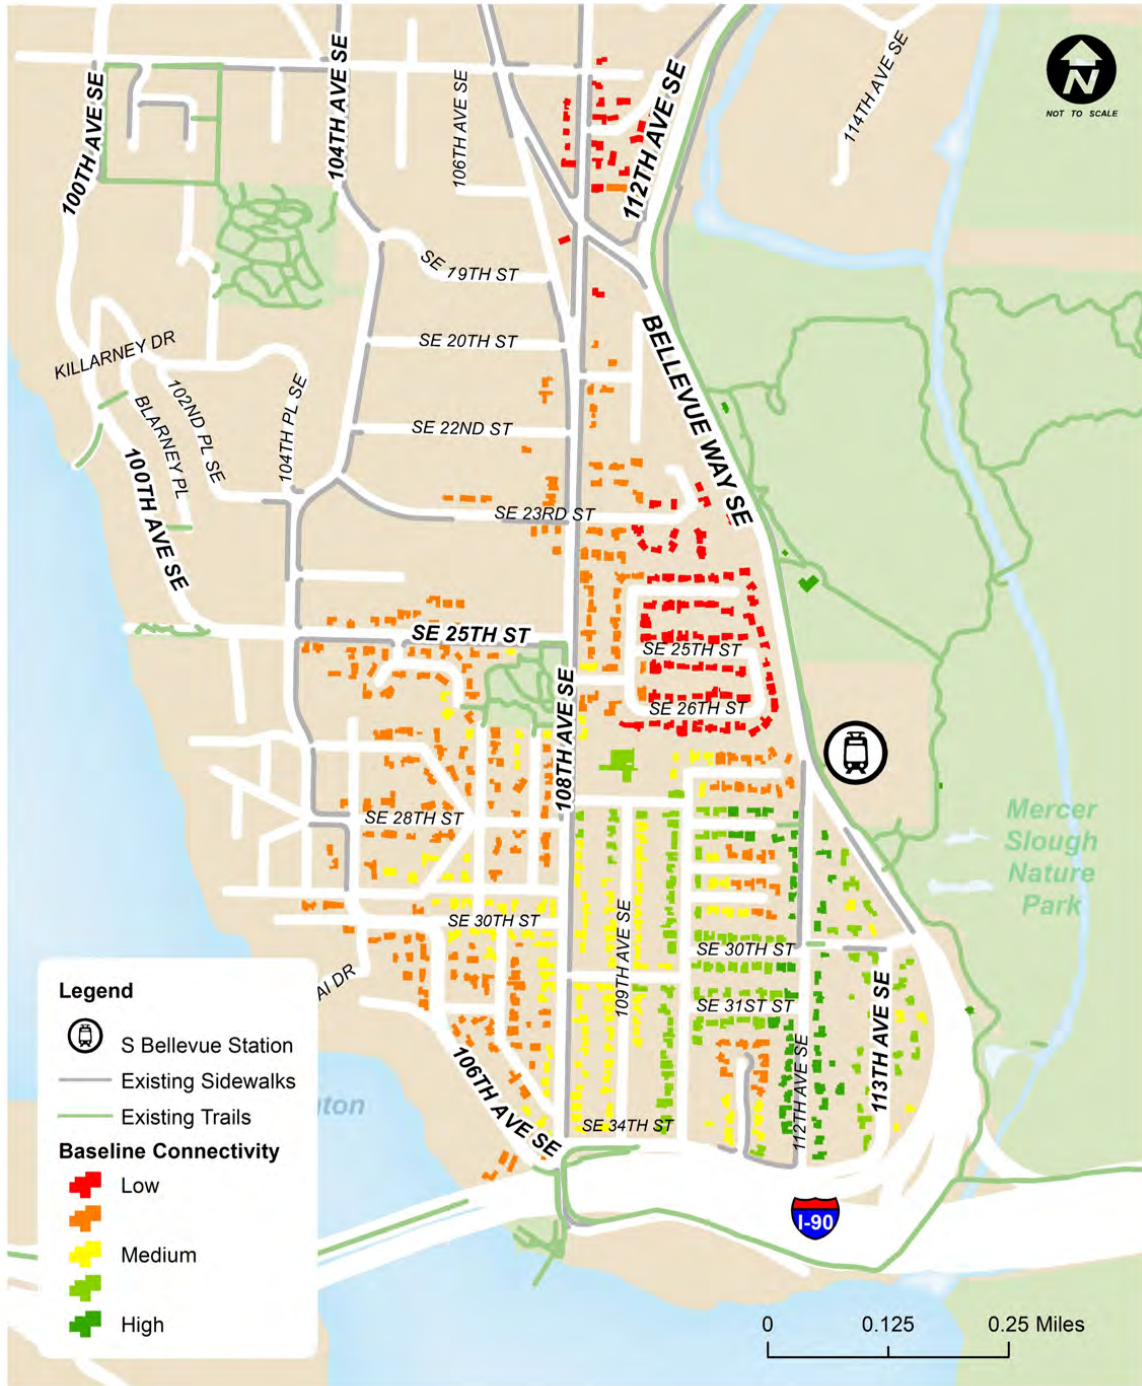 N
NOT TO SCALE
100TH AVE SE
104TH AVE SE
106TH AVE SE
112TH AVE SE
114TH AVE SE
SE 19TH ST
SE 20TH ST
KILLARNEY DR
102ND PL SE
BLARNEY PL
104TH PL SE
SE 22ND ST
BELLEVUE WAY SE
100TH AVE SE
SE 23RD ST
SE 25TH ST
SE 25TH ST
SE 26TH ST
108TH AVE SE
SE 28TH ST
Mercer
Slough
Nature
Park
SE 30TH ST
109TH AVE SE
SE 30TH ST
SE 31ST ST
113TH AVE SE
112TH AVE SE
AI DR
106TH AVE SE
SE 34TH ST
gton
I-90
Legend
S Bellevue Station
Existing Sidewalks
Existing Trails
Baseline Connectivity
Low
Medium
High
0 0.125 0.25 Miles